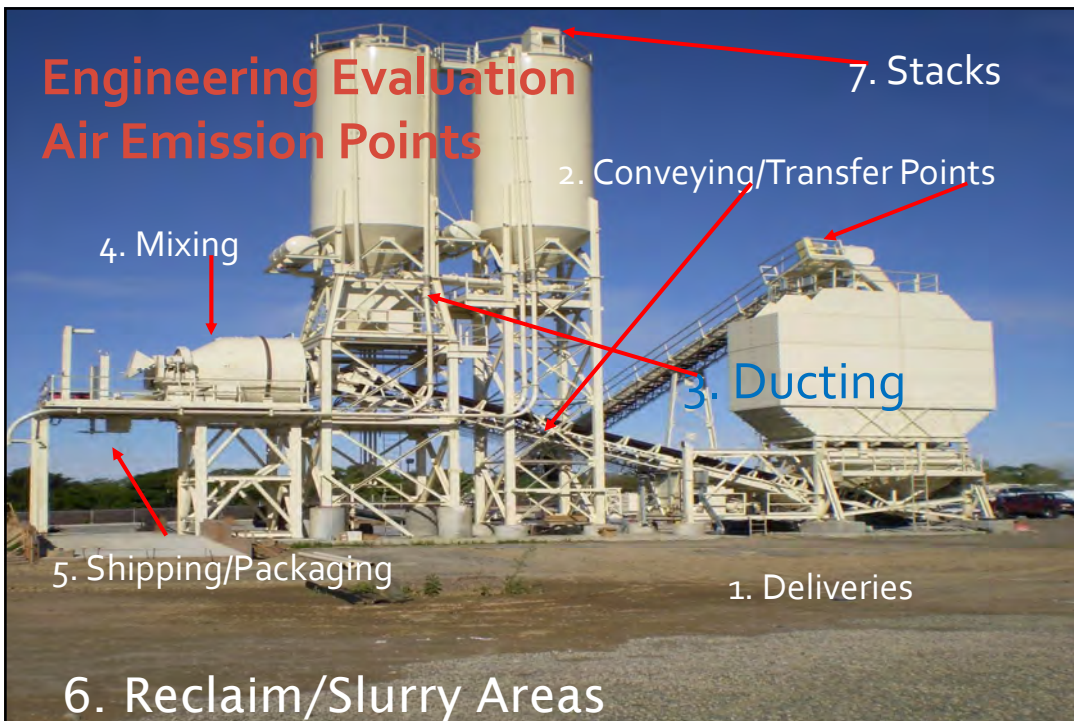 Engineering Evaluation
Air Emission Points
7. Stacks
2. Conveying/Transfer Points
4. Mixing
3. Ducting
5. Shipping/Packaging
1. Deliveries
6. Reclaim/Slurry Areas